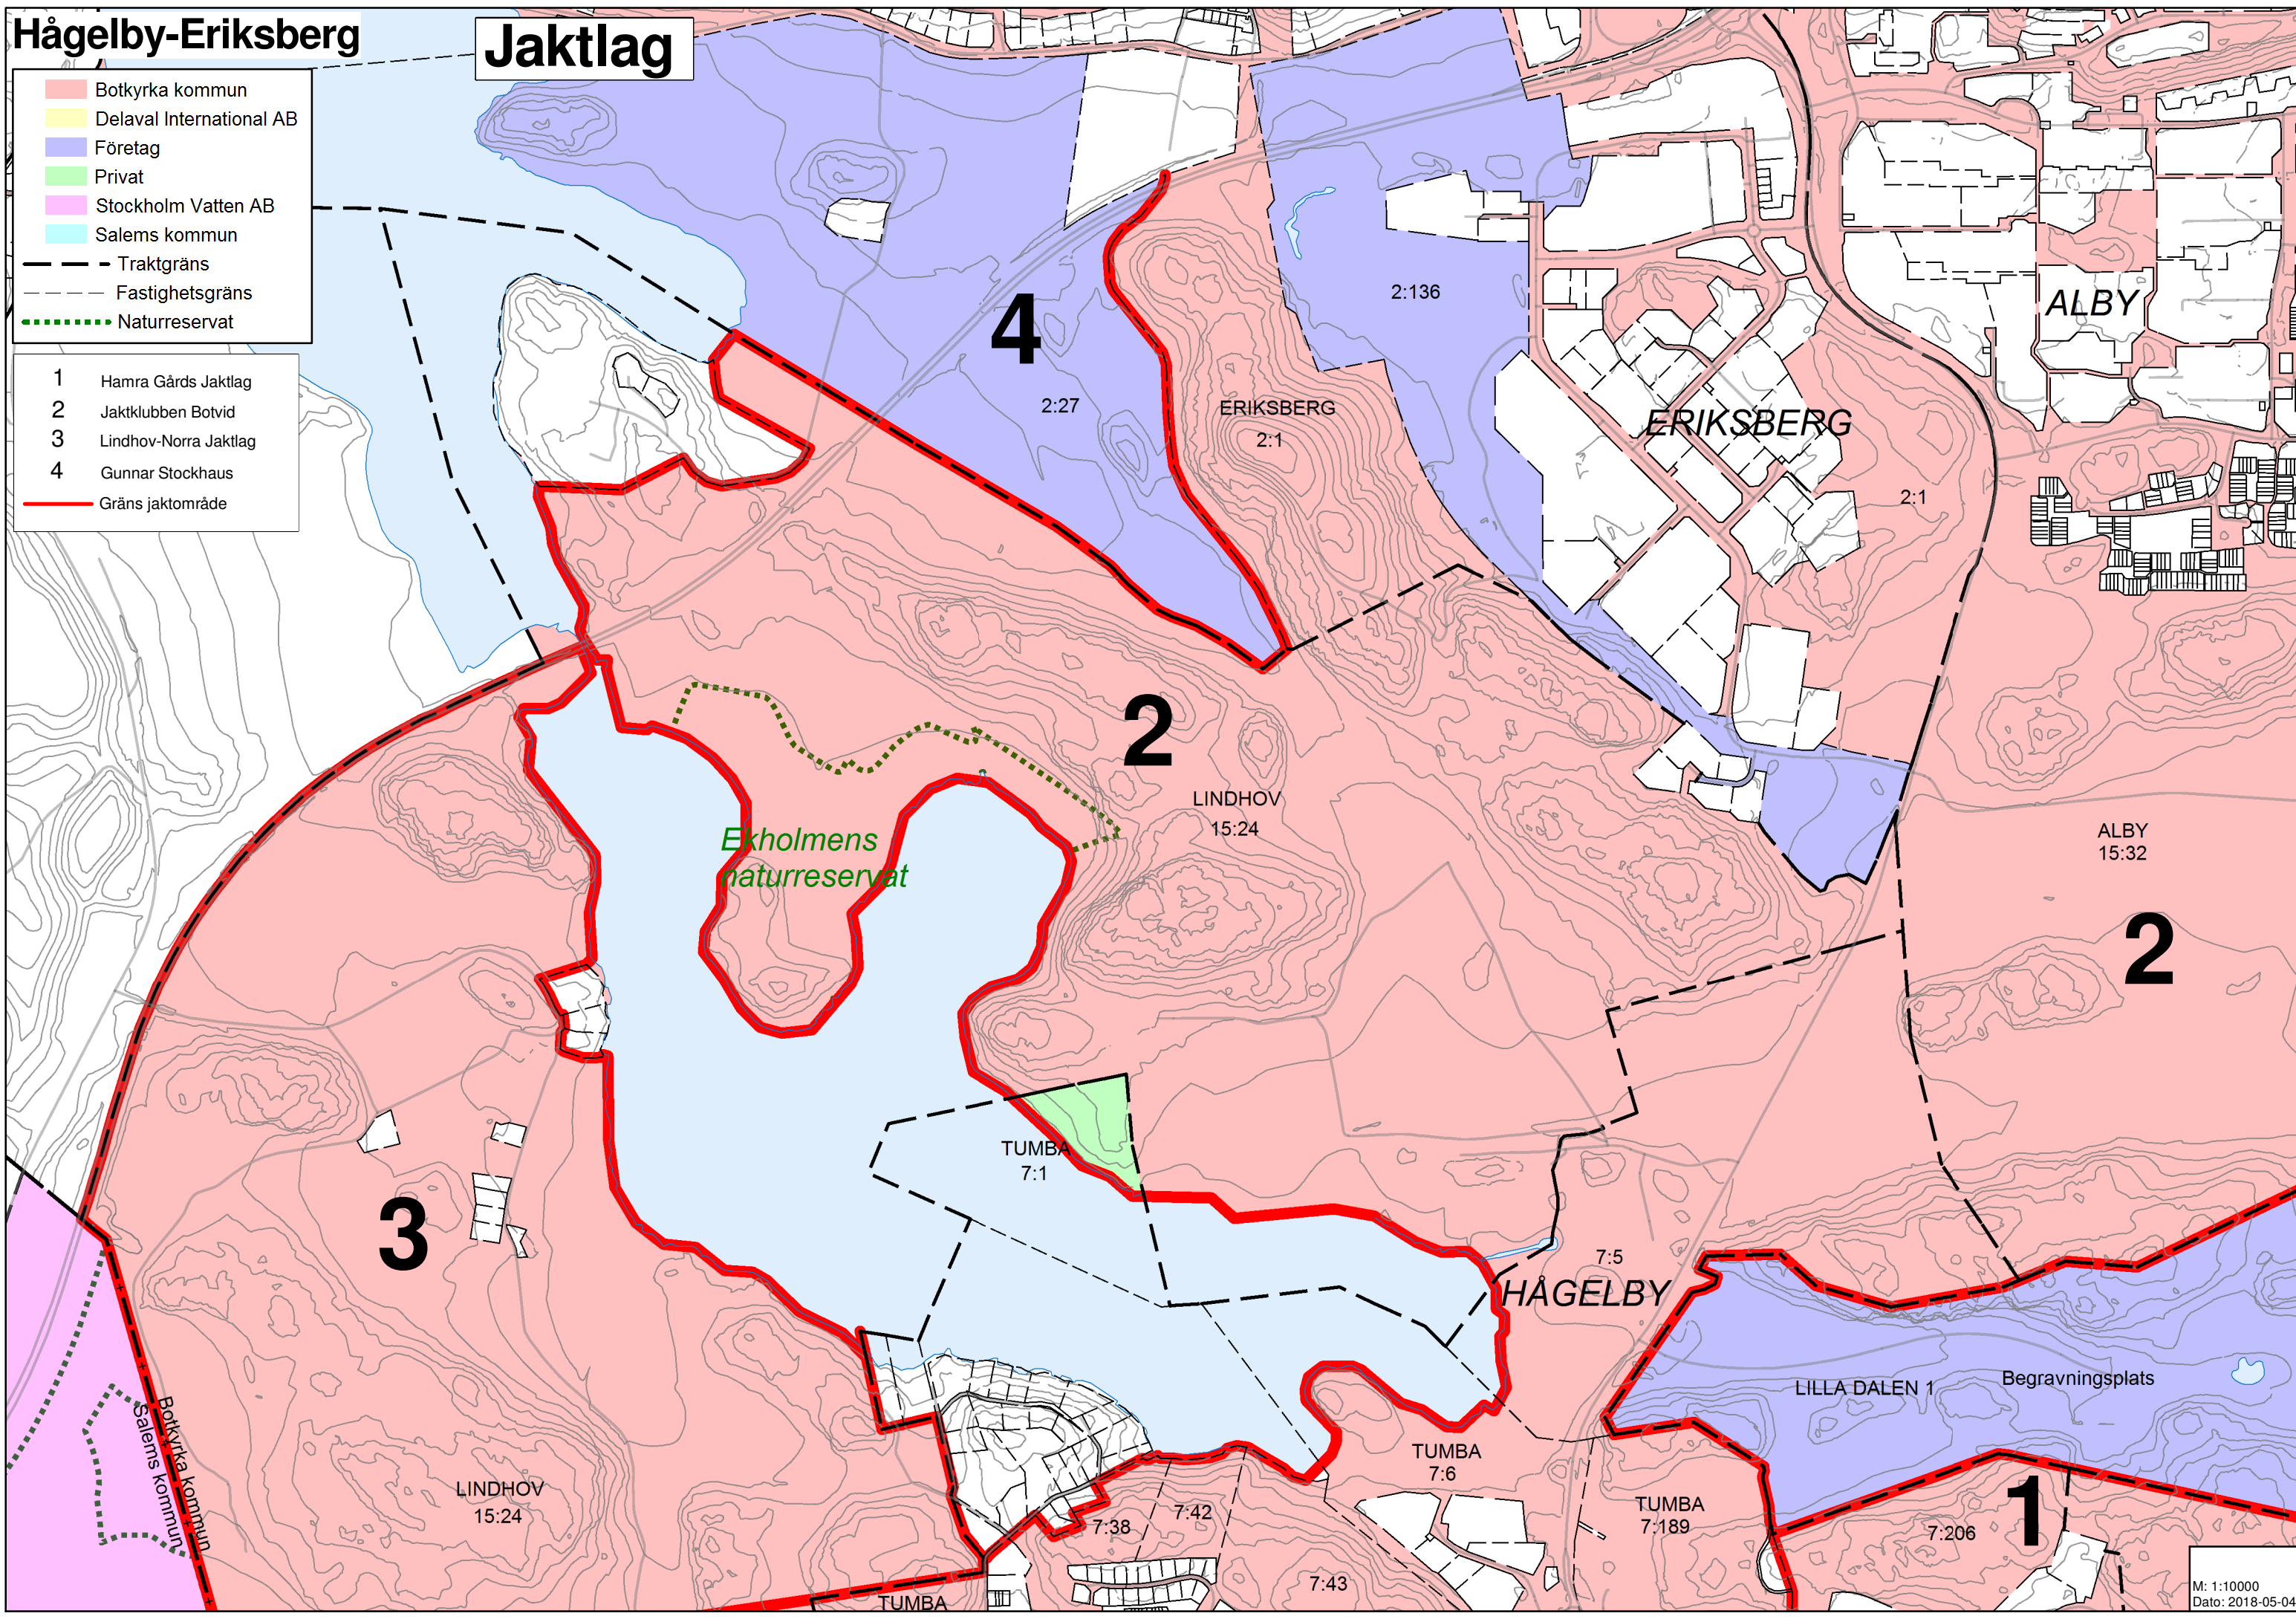 Hågelby-Eriksberg
Jaktlag
Botkyrka kommun
Delaval International AB
Företag
Privat
Stockholm Vatten AB
Salems kommun
Traktgräns
Fastighetsgräns
Naturreservat
1 Hamra Gårds Jaktlag
2 Jaktklubben Botvid
3 Lindhov-Norra Jaktlag
4 Gunnar Stockhaus
Gräns jaktområde
2:136
ALBY
4
2:27
ERIKSBERG
2:1
ERIKSBERG
2:1
2
LINDHOV
15:24
Ekholmens
naturreservat
ALBY
15:32
2
TUMBA
7:1
3
7:5
HÅGELBY
LILLA DALEN 1
Begravningsplats
Botkyrka kommun
Salems kommun
LINDHOV
15:24
TUMBA
7:6
7:38
7:42
7:43
TUMBA
7:189
7:206
1
TUMBA
M: 1:10000
Dato: 2018-05-04